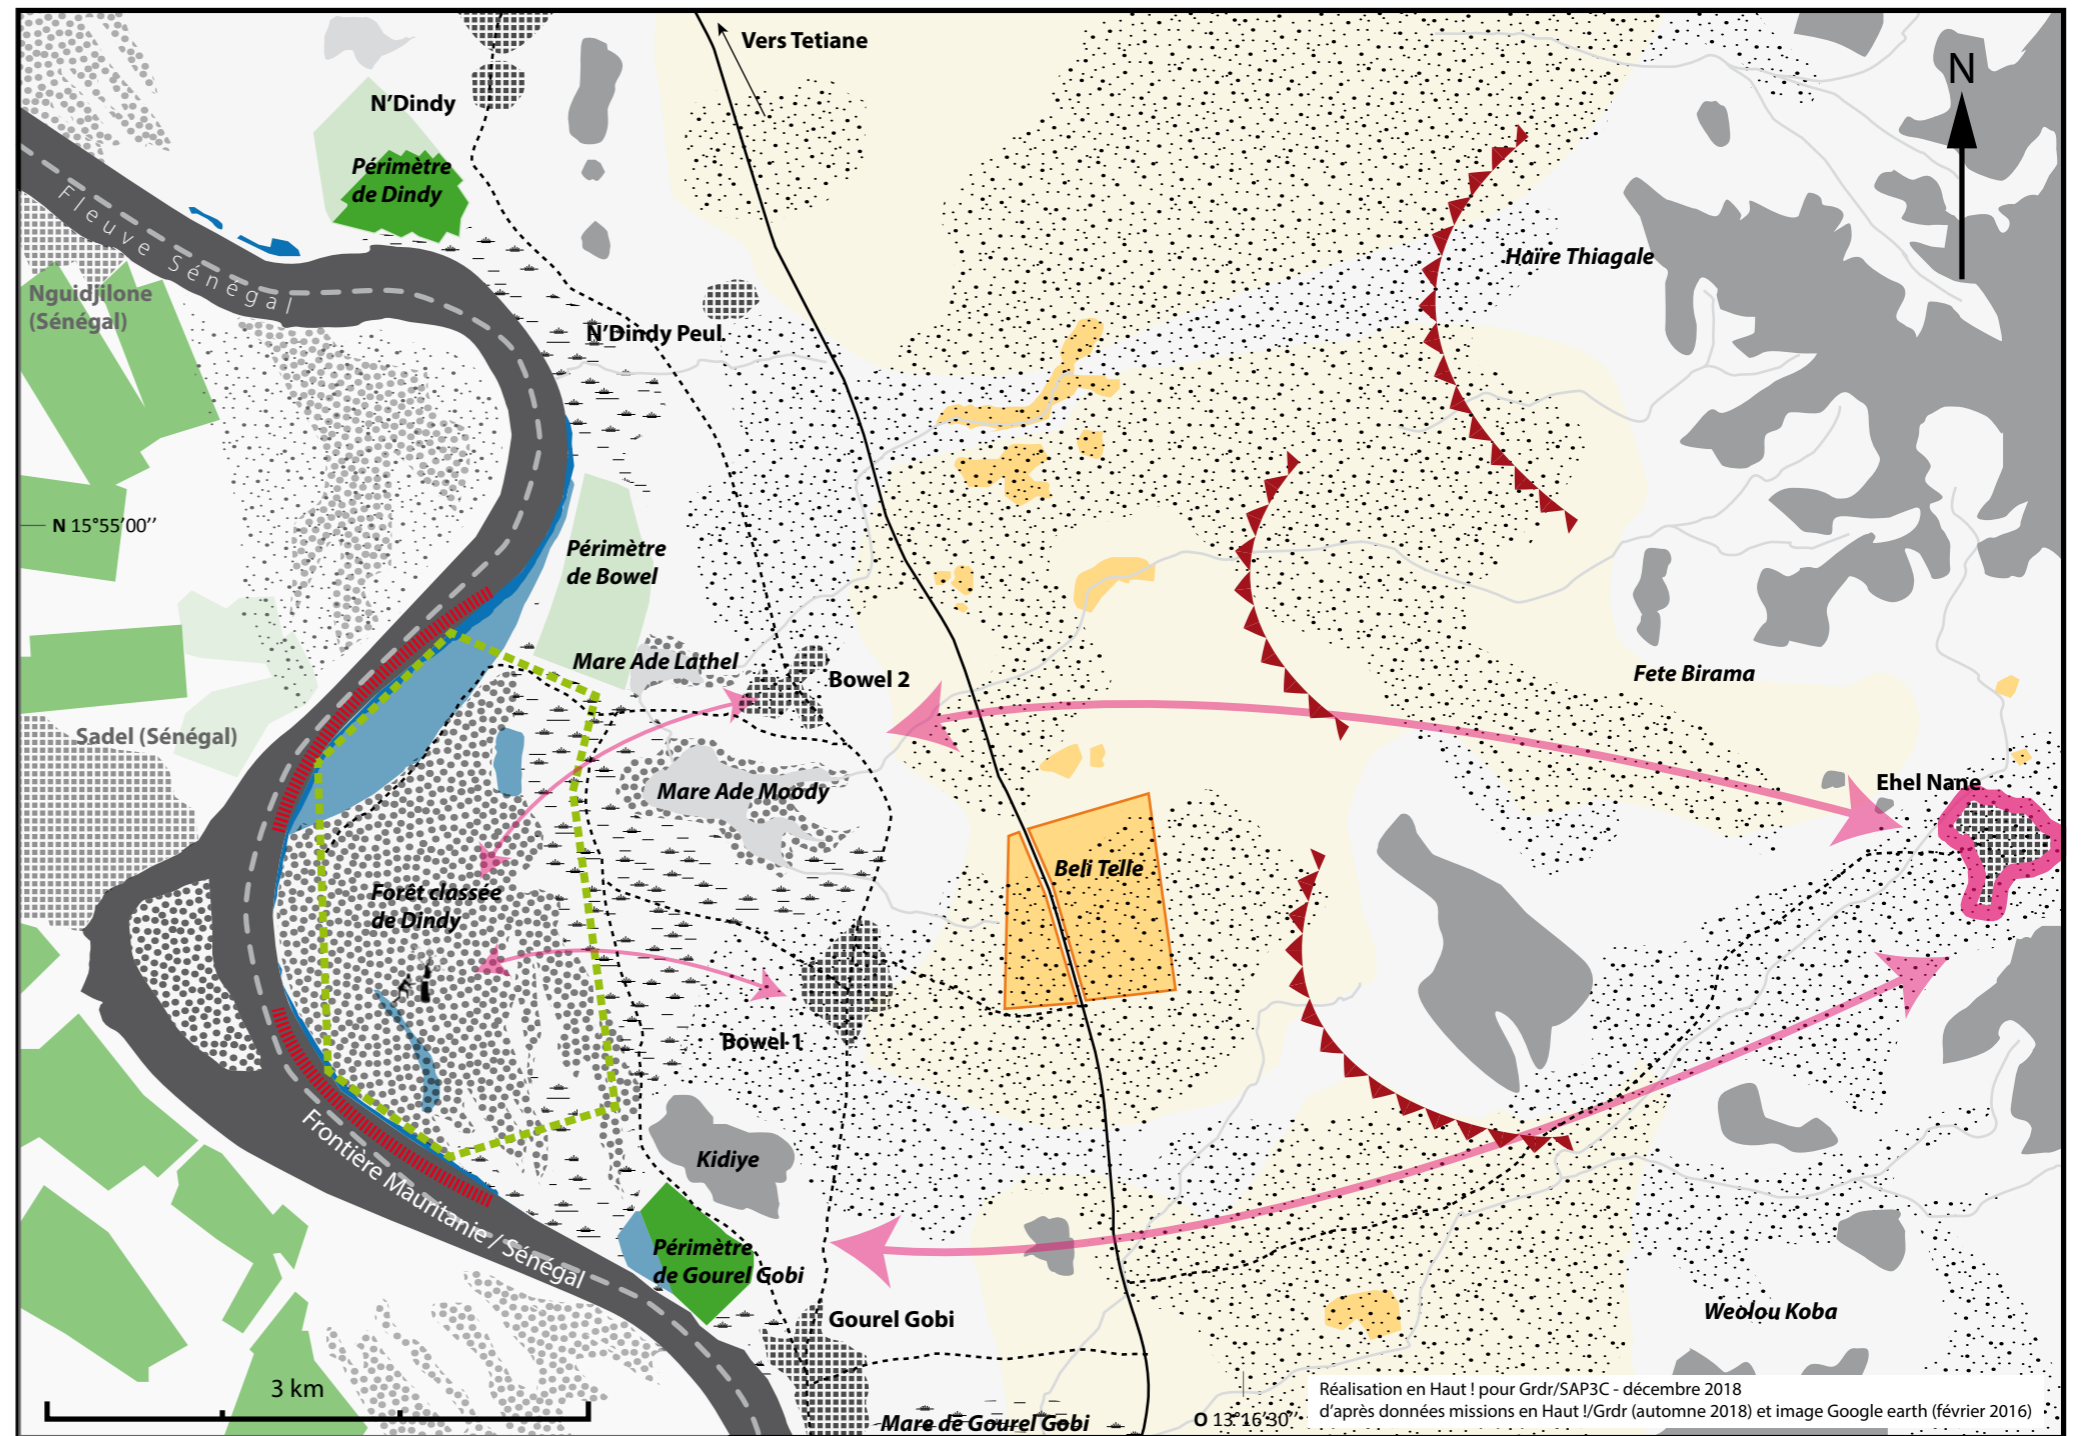 Vers Tetiane
N
N'Dindy
Périmètre
de Dindy
Fleuve Sénégal
Haïre Thiagale
Nguidjilone
(Sénégal)
N'Dindy Peul
N 15°55'00''
Périmètre
de Bowel
Mare Ade Lathel
Bowel 2
Fete Birama
Sadel (Sénégal)
Ehel Nane
Mare Ade Moody
Beli Telle
Forêt classée
de Dindy
Bowel 1
Frontière Mauritanie / Sénégal
Kidiye
Périmètre
de Gourel Gobi
Gourel Gobi
Weolou Koba
3 km
Mare de Gourel Gobi
O 13°16'30''
Réalisation en Haut ! pour Grdr/SAP3C - décembre 2018
d'après données missions en Haut !/Grdr (automne 2018) et image Google earth (février 2016)